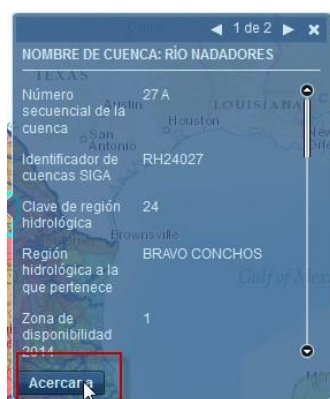 1 de 2
NOMBRE DE CUENCA: RÍO NADADORES
TEXAS
Número secuencial de la cuenca 27 A
Austin
LOUISIANA
Houston
San Antonio
Identificador de cuencas SIGA RH24027
Clave de región hidrológica 24
Brownsville
Región hidrológica a la que pertenece BRAVO CONCHOS
Gulf of Mex
Zona de disponibilidad 2014 1
Acercar a